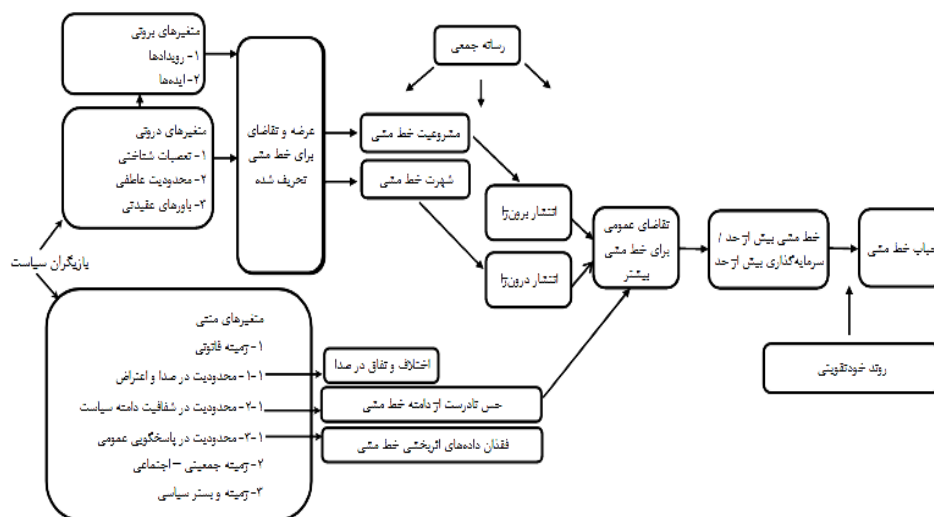 رسانه جمعی
متغیرهای برونی
۱- رویدادها
۲- ایده‌ها
متغیرهای درونی
۱- تعصبات شناختی
۲- محدودیت عاطفی
۳- باورهای عقیدتی
بازیگران سیاست
عرضه و تقاضای
برای خط مشی
تحریف شده
مشروعیت خط مشی
شهرت خط مشی
انتشار برون‌زا
انتشار درون‌زا
تقاضای عمومی
برای خط مشی
بیشتر
خط مشی بیش از حد /
سرمایه‌گذاری بیش از حد
حباب خط مشی
روند خودتقویتی
متغیرهای متنی
۱- زمینه قانونی
۱-۱- محدودیت در صدا و اعتراض
۲-۱- محدودیت در شفافیت دامنه سیاست
۳-۱- محدودیت در پاسخگویی عمومی
۲- زمینه جمعیتی – اجتماعی
۳- زمینه و بستر سیاسی
اختلاف و نفاق در صدا
حس نادرست از دامنه خط مشی
فقدان داده‌های اثربخشی خط مشی